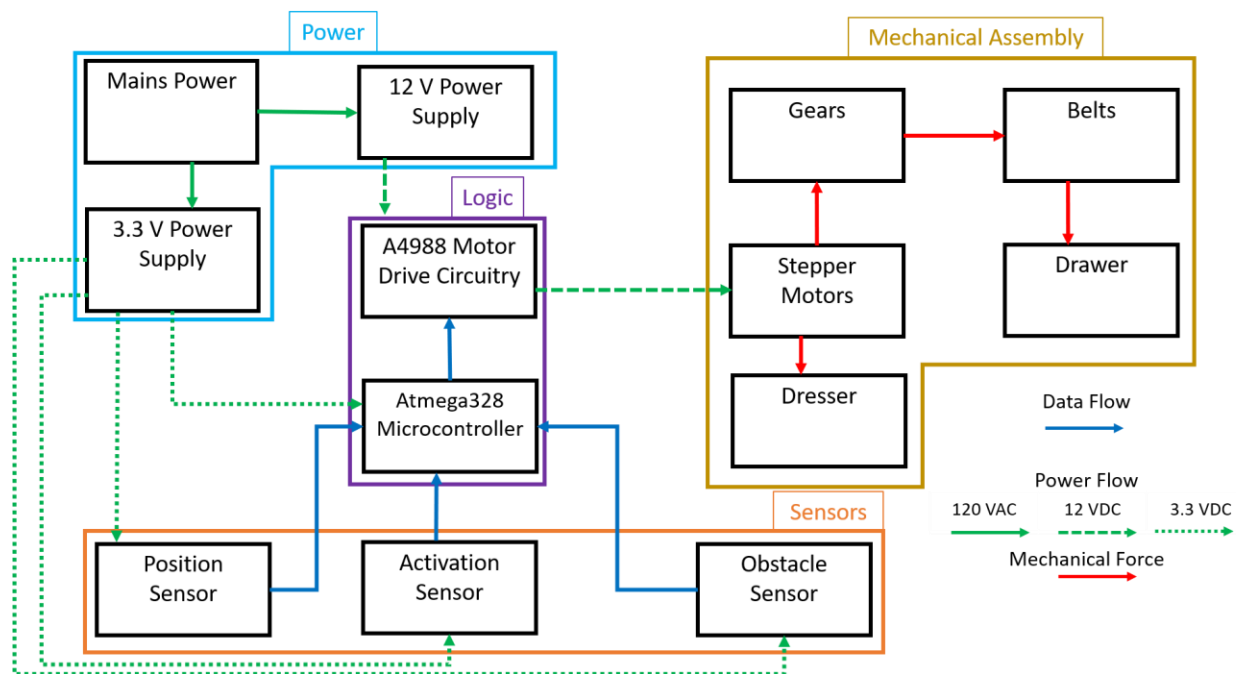 Power
Mains Power
12 V Power
Supply
3.3 V Power
Supply
Logic
A4988 Motor
Drive Circuitry
Atmega328
Microcontroller
Sensors
Position
Sensor
Activation
Sensor
Obstacle
Sensor
Mechanical Assembly
Gears
Belts
Stepper
Motors
Drawer
Dresser
Data Flow
Power Flow
120 VAC
12 VDC
3.3 VDC
Mechanical Force